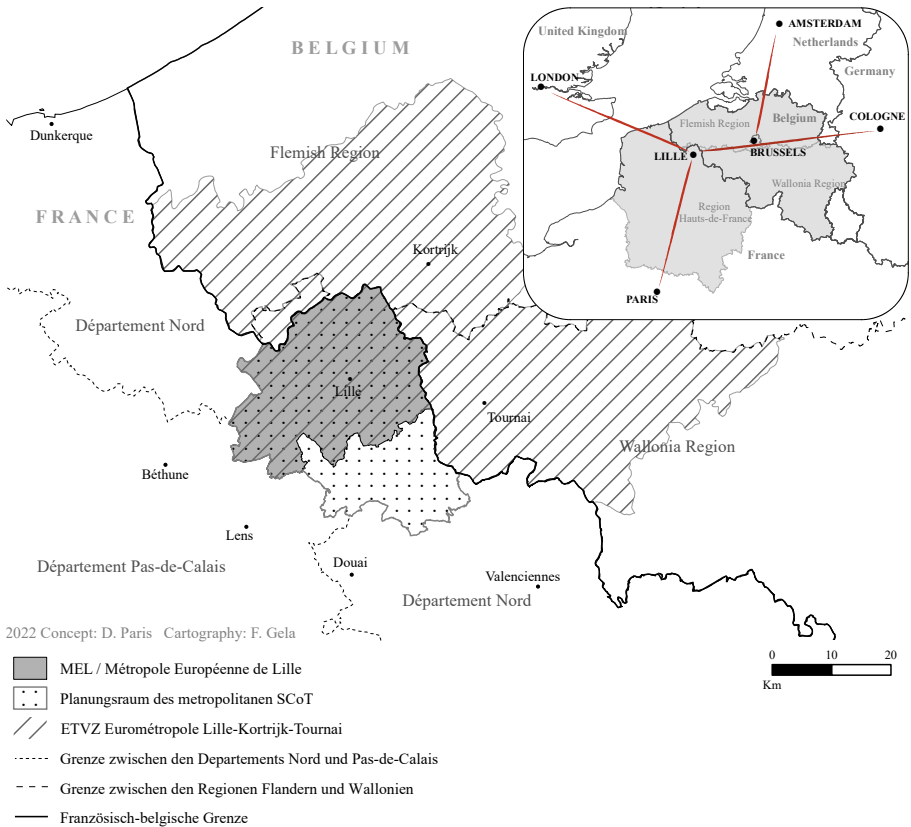 BELGIUM
Dunkerque
Flemish Region
FRANCE
Kortrijk
Département Nord
Lille
Tournai
Wallonia Region
Béthune
Lens
Département Pas-de-Calais
Douai
Valenciennes
Département Nord
United Kingdom
AMSTERDAM
Netherlands
Germany
LONDON
COLOGNE
Flemish Region
Belgium
LILLE
BRUSSELS
Wallonia Region
Region
Hauts-de-France
France
PARIS
2022 Concept: D. Paris Cartography: F. Gela
0 10 20
Km
MEL / Métropole Européenne de Lille
Planungsraum des metropolitanen SCoT
ETVZ Eurométropole Lille-Kortrijk-Tournai
Grenze zwischen den Departements Nord und Pas-de-Calais
Grenze zwischen den Regionen Flandern und Wallonien
Französisch-belgische Grenze